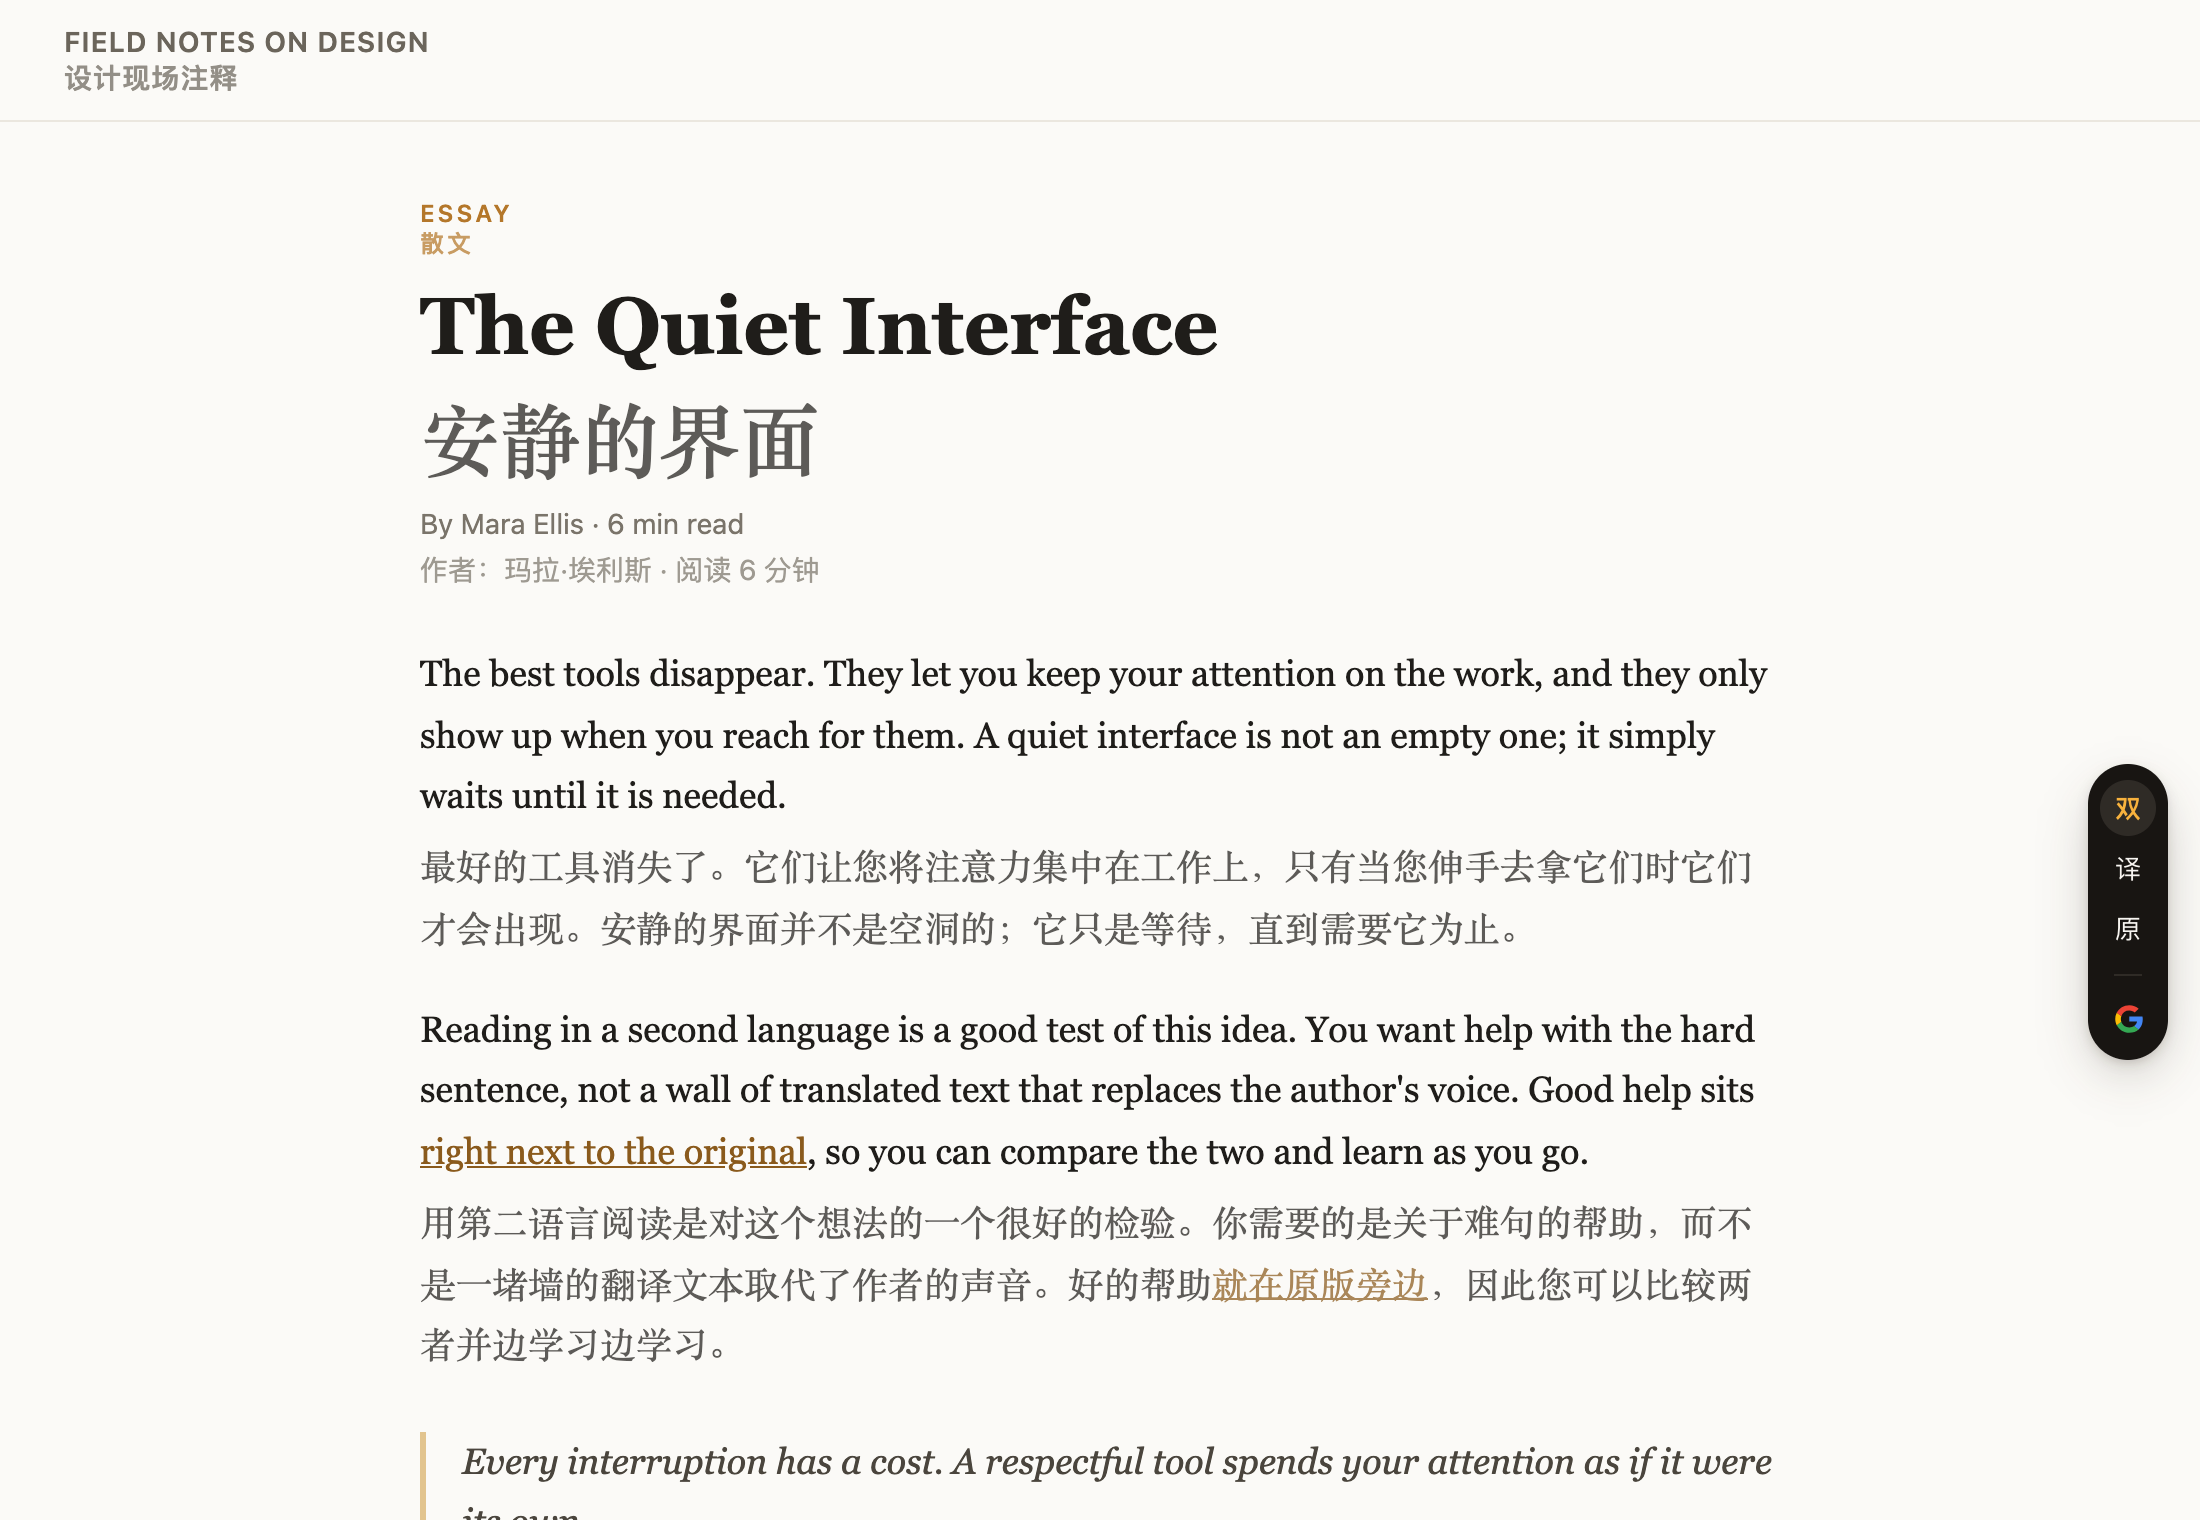 FIELD NOTES ON DESIGN
设计现场注释
ESSAY
散文
The Quiet Interface
安静的界面
By Mara Ellis · 6 min read
作者：玛拉·埃利斯 · 阅读 6 分钟
The best tools disappear. They let you keep your attention on the work, and they only
show up when you reach for them. A quiet interface is not an empty one; it simply
waits until it is needed.
最好的工具消失了。它们让您将注意力集中在工作上，只有当您伸手去拿它们时它们
才会出现。安静的界面并不是空洞的；它只是等待，直到需要它为止。
Reading in a second language is a good test of this idea. You want help with the hard
sentence, not a wall of translated text that replaces the author's voice. Good help sits
right next to the original, so you can compare the two and learn as you go.
用第二语言阅读是对这个想法的一个很好的检验。你需要的是关于难句的帮助，而不
是一堵墙的翻译文本取代了作者的声音。好的帮助就在原版旁边，因此您可以比较两
者并边学习边学习。
Every interruption has a cost. A respectful tool spends your attention as if it were
its own.
双
译
原
G